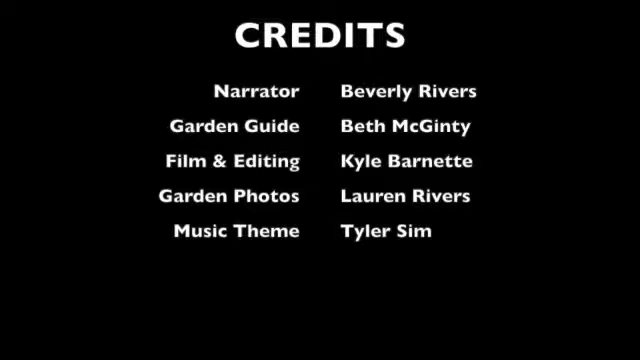 CREDITS
Narrator Beverly Rivers
Garden Guide Beth McGinty
Film & Editing Kyle Barnette
Garden Photos Lauren Rivers
Music Theme Tyler Sim